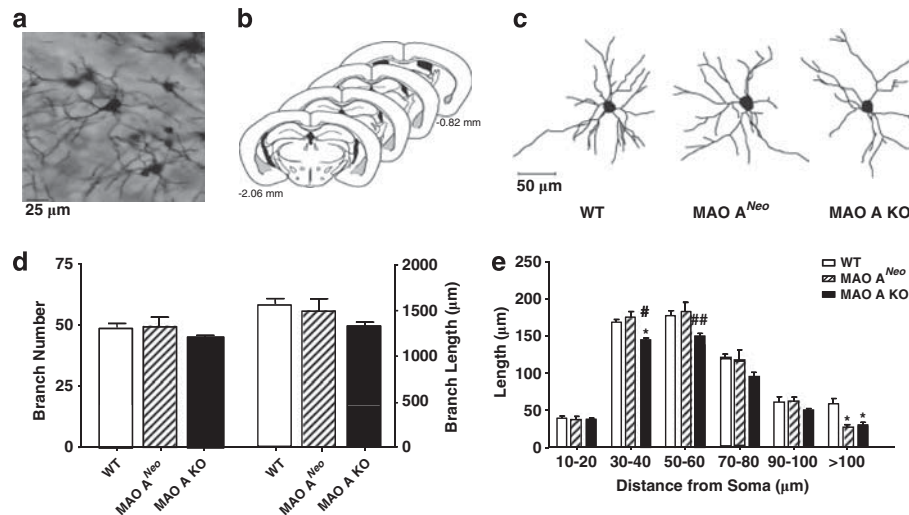 a
25 μm
b
-0.82 mm
-2.06 mm
c
50 μm
WT
MAO A^Neo
MAO A KO
d
75
50
25
0
Branch Number
2000
1500
1000
500
0
Branch Length (μm)
WT
MAO A^Neo
MAO A KO
WT
MAO A^Neo
MAO A KO
e
WT
MAO A^Neo
MAO A KO
250
200
150
100
50
0
Length (μm)
#
*
##
*
*
10-20
30-40
50-60
70-80
90-100
>100
Distance from Soma (μm)